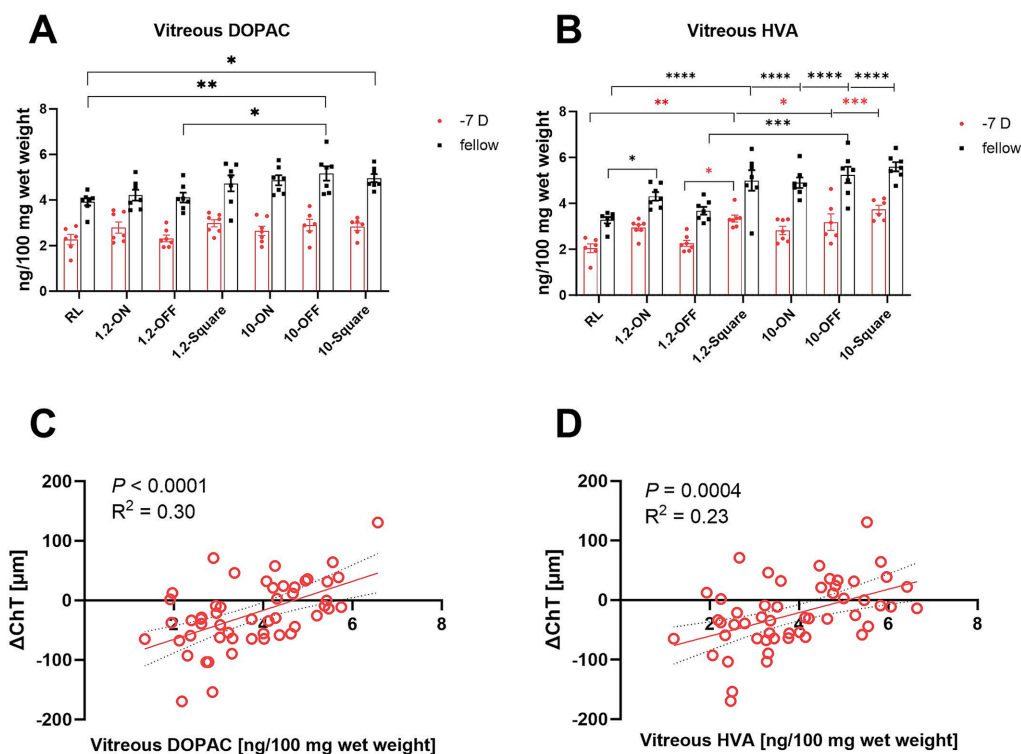 A
Vitreous DOPAC
*
**
*
ng/100 mg wet weight
8
6
4
2
0
RL
1.2-ON
1.2-OFF
1.2-Square
10-ON
10-OFF
10-Square
-7 D
fellow
B
Vitreous HVA
**** **** **** ****
** * ***
***
* *
ng/100 mg wet weight
8
6
4
2
0
RL
1.2-ON
1.2-OFF
1.2-Square
10-ON
10-OFF
10-Square
-7 D
fellow
C
P < 0.0001
R² = 0.30
ΔChT [µm]
200
100
0
-100
-200
2 4 6 8
Vitreous DOPAC [ng/100 mg wet weight]
D
P = 0.0004
R² = 0.23
ΔChT [µm]
200
100
0
-100
-200
2 4 6 8
Vitreous HVA [ng/100 mg wet weight]